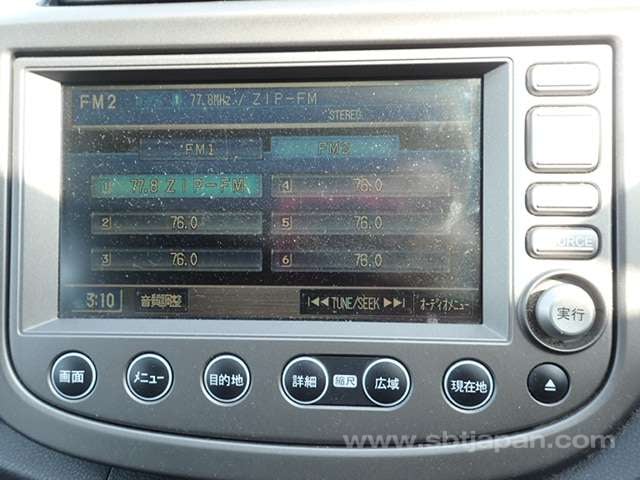 FM2 77.8MHz / ZIP-FM
STEREO
FM1 FM2
1 77.8 ZIP-FM 4 76.0
2 76.0 5 76.0
3 76.0 6 76.0
3:10 音質調整 TUNE/SEEK オーディオメニュー
実行
画面 メニュー 目的地 詳細 縮尺 広域 現在地
www.sbtjapan.com